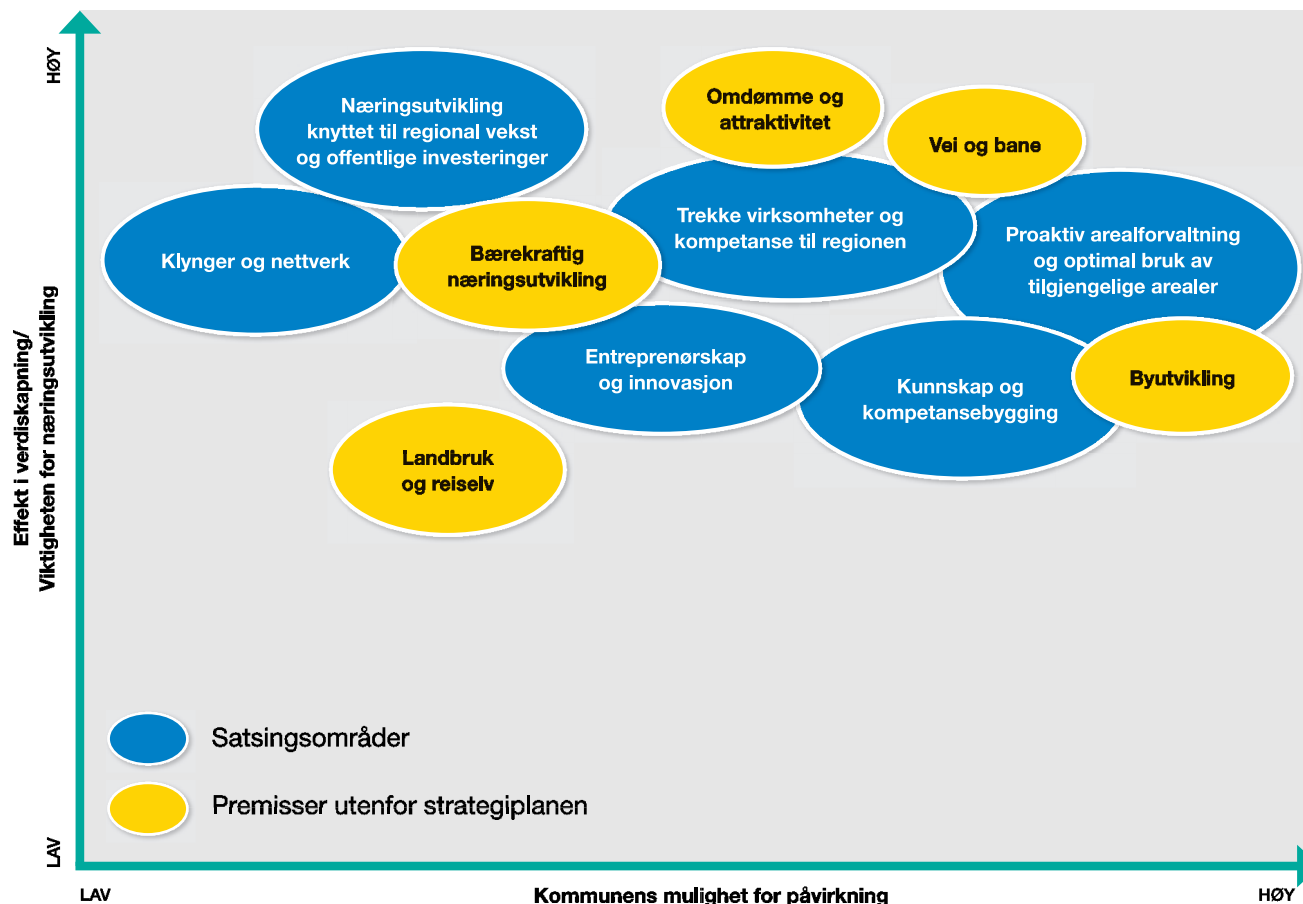 HØY
Effekt i verdiskapning/
Viktigheten for næringsutvikling
LAV
Næringsutvikling
knyttet til regional vekst
og offentlige investeringer
Omdømme og
attraktivitet
Vei og bane
Klynger og nettverk
Bærekraftig
næringsutvikling
Trekke virksomheter og
kompetanse til regionen
Proaktiv arealforvaltning
og optimal bruk av
tilgjengelige arealer
Entreprenørskap
og innovasjon
Kunnskap og
kompetansebygging
Byutvikling
Landbruk
og reiselv
Satsingsområder
Premisser utenfor strategiplanen
LAV
Kommunens mulighet for påvirkning
HØY